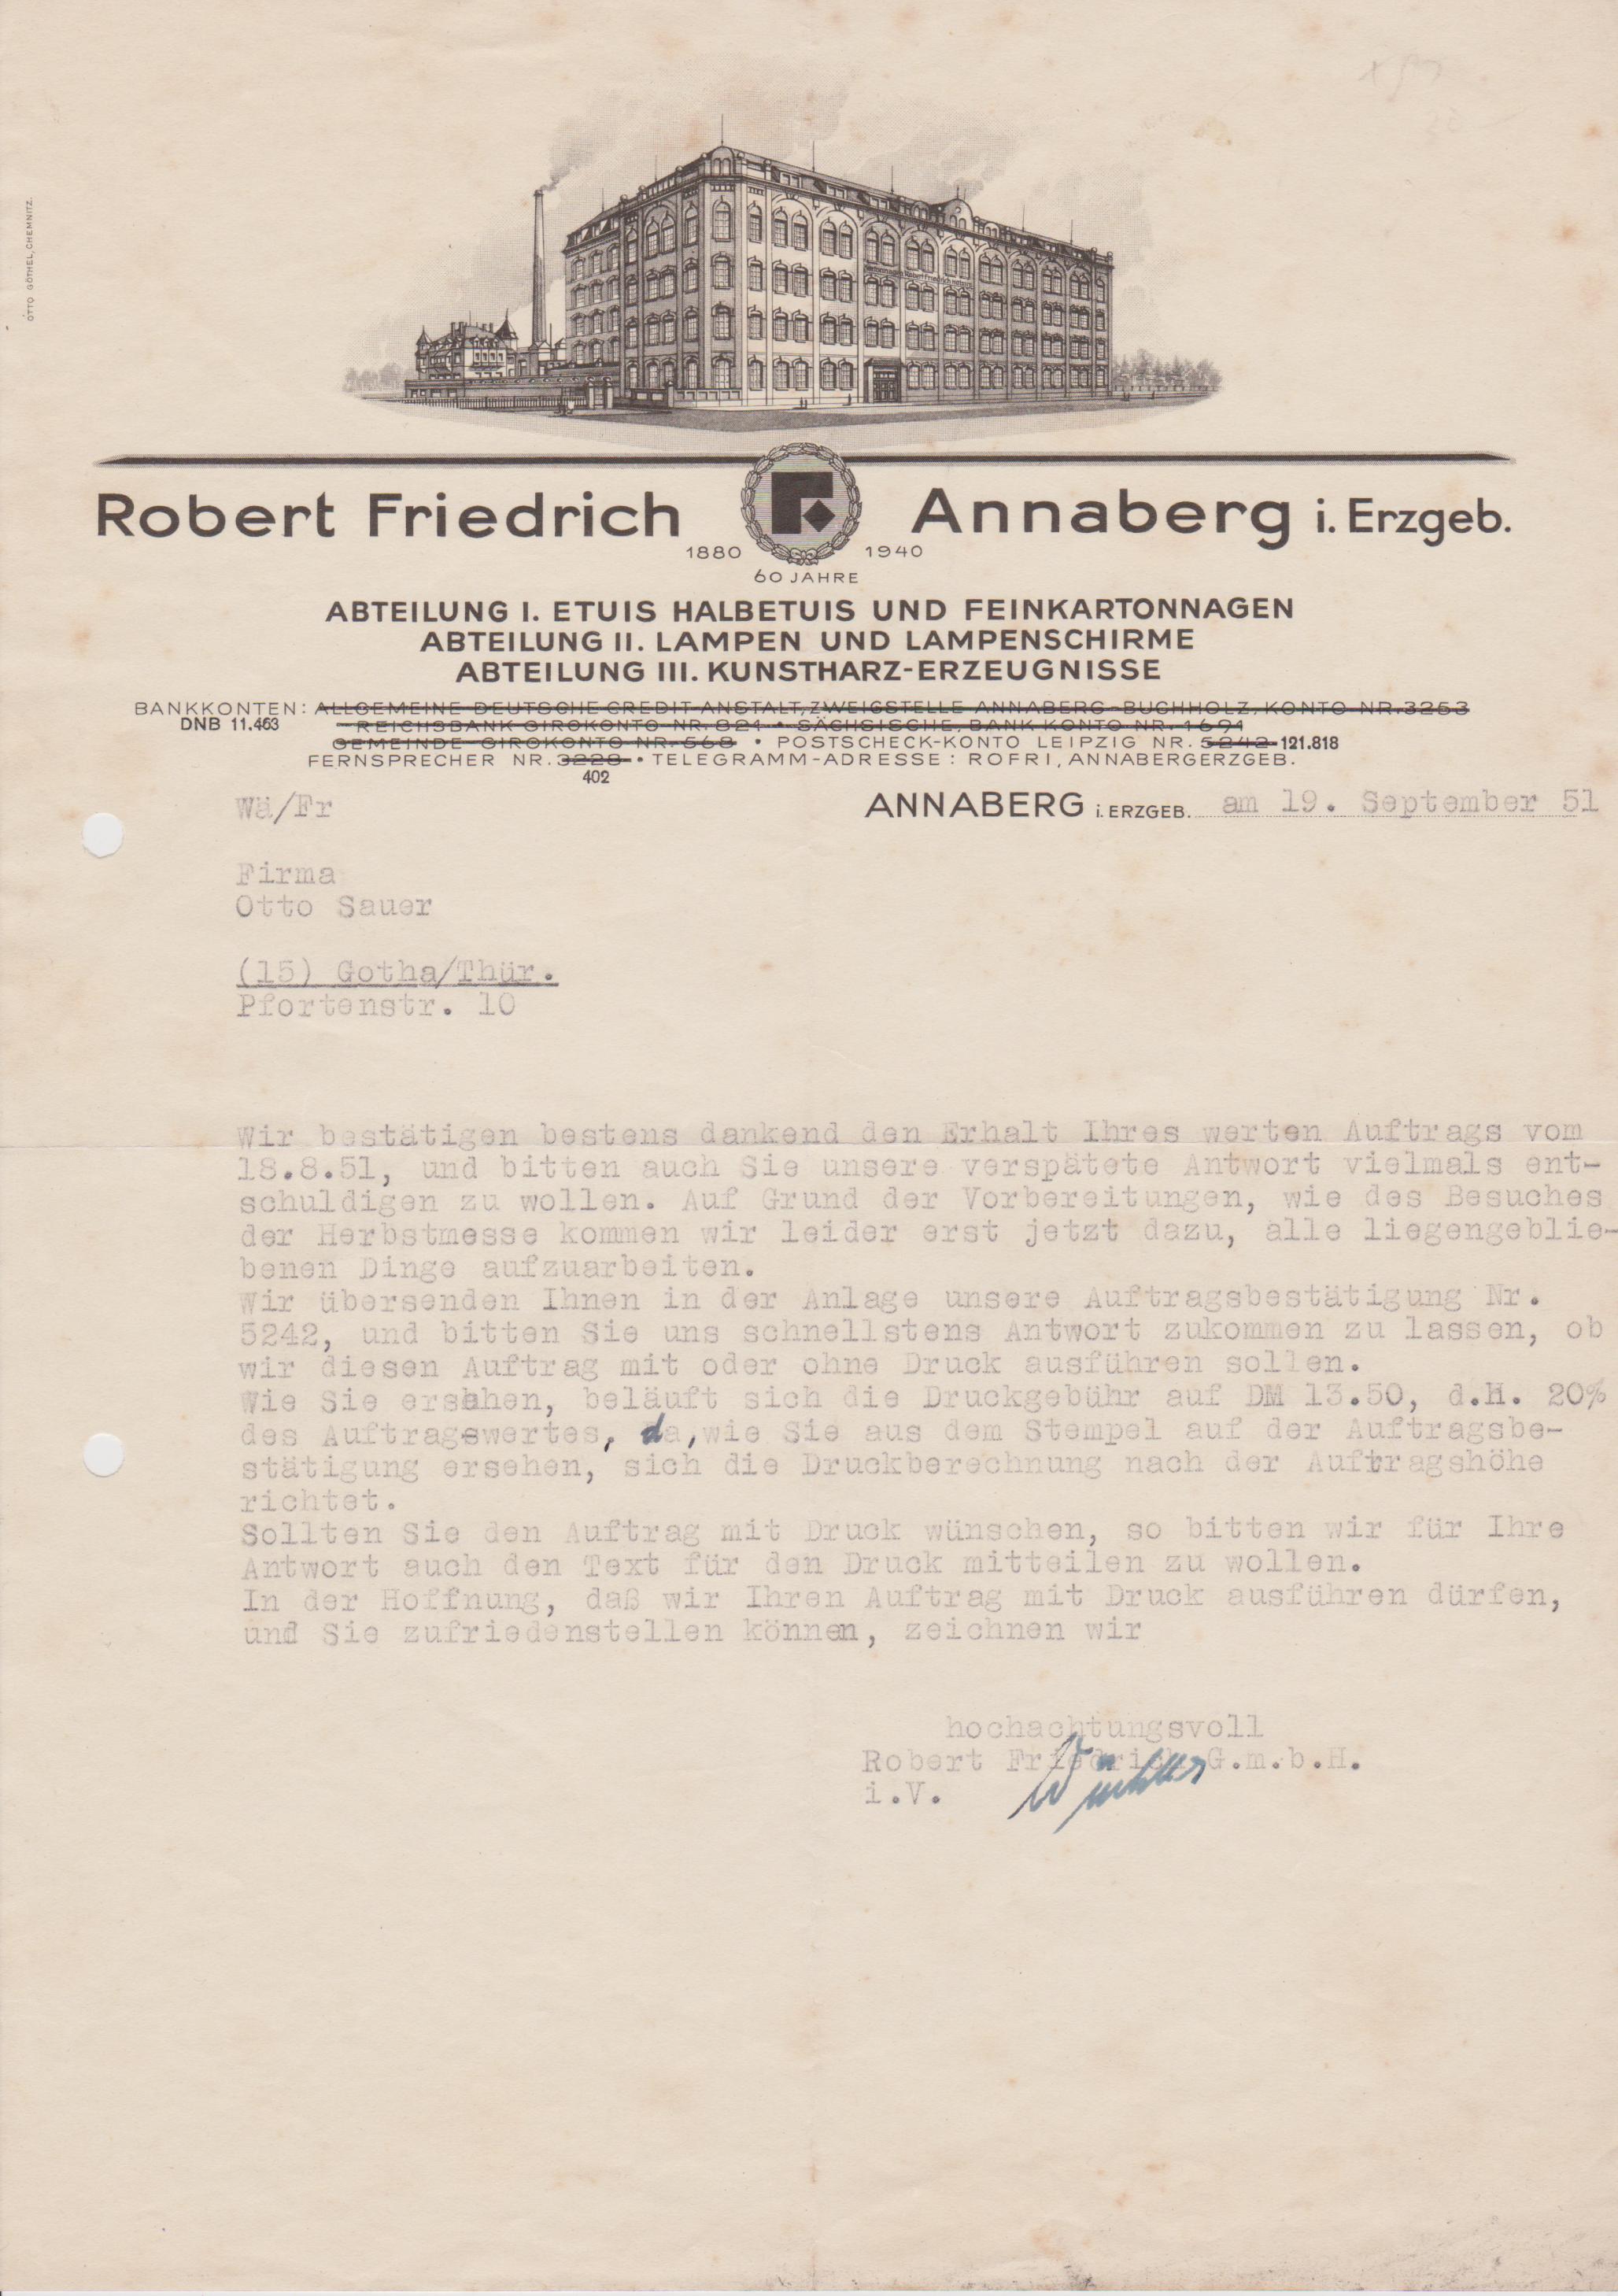 OTTO GÖTHEL, CHEMNITZ.
Robert Friedrich Annaberg i. Erzgeb.
1880 1940
60 JAHRE
ABTEILUNG I. ETUIS HALBETUIS UND FEINKARTONNAGEN
ABTEILUNG II. LAMPEN UND LAMPENSCHIRME
ABTEILUNG III. KUNSTHARZ-ERZEUGNISSE
BANKKONTEN: ALLGEMEINE DEUTSCHE CREDIT-ANSTALT, ZWEIGSTELLE ANNABERG-BUCHHOLZ, KONTO NR. 3253
DNB 11.463 REICHSBANK GIROKONTO NR. 821 • SÄCHSISCHE BANK KONTO NR. 1691
GEMEINDE GIROKONTO NR. 568 • POSTSCHECK-KONTO LEIPZIG NR. 5242 121.818
FERNSPRECHER NR. 3228 • TELEGRAMM-ADRESSE: ROFRI, ANNABERGERZGEB.
402
Wä/Fr ANNABERG i. ERZGEB. am 19. September 51
Firma
Otto Sauer
(15) Gotha/Thür.
Pfortenstr. 10
Wir bestätigen bestens dankend den Erhalt Ihres werten Auftrags vom
18.8.51, und bitten auch Sie unsere verspätete Antwort vielmals ent-
schuldigen zu wollen. Auf Grund der Vorbereitungen, wie des Besuches
der Herbstmesse kommen wir leider erst jetzt dazu, alle liegengeblie-
benen Dinge aufzuarbeiten.
Wir übersenden Ihnen in der Anlage unsere Auftragsbestätigung Nr.
5242, und bitten Sie uns schnellstens Antwort zukommen zu lassen, ob
wir diesen Auftrag mit oder ohne Druck ausführen sollen.
Wie Sie ersehen, beläuft sich die Druckgebühr auf DM 13.50, d.H. 20%
des Auftragswertes, da, wie Sie aus dem Stempel auf der Auftragsbe-
stätigung ersehen, sich die Druckberechnung nach der Auftragshöhe
richtet.
Sollten Sie den Auftrag mit Druck wünschen, so bitten wir für Ihre
Antwort auch den Text für den Druck mitteilen zu wollen.
In der Hoffnung, daß wir Ihren Auftrag mit Druck ausführen dürfen,
und Sie zufriedenstellen können, zeichnen wir
hochachtungsvoll
Robert Friedrich G.m.b.H.
i.V.